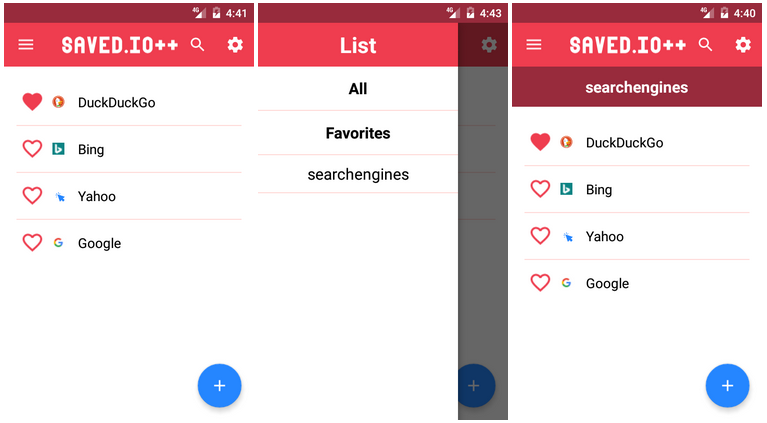 4G 4:41
SAVED.IO++
DuckDuckGo
Bing
Yahoo
Google
+
4G 4:43
List
All
Favorites
searchengines
+
4G 4:40
SAVED.IO++
searchengines
DuckDuckGo
Bing
Yahoo
Google
+